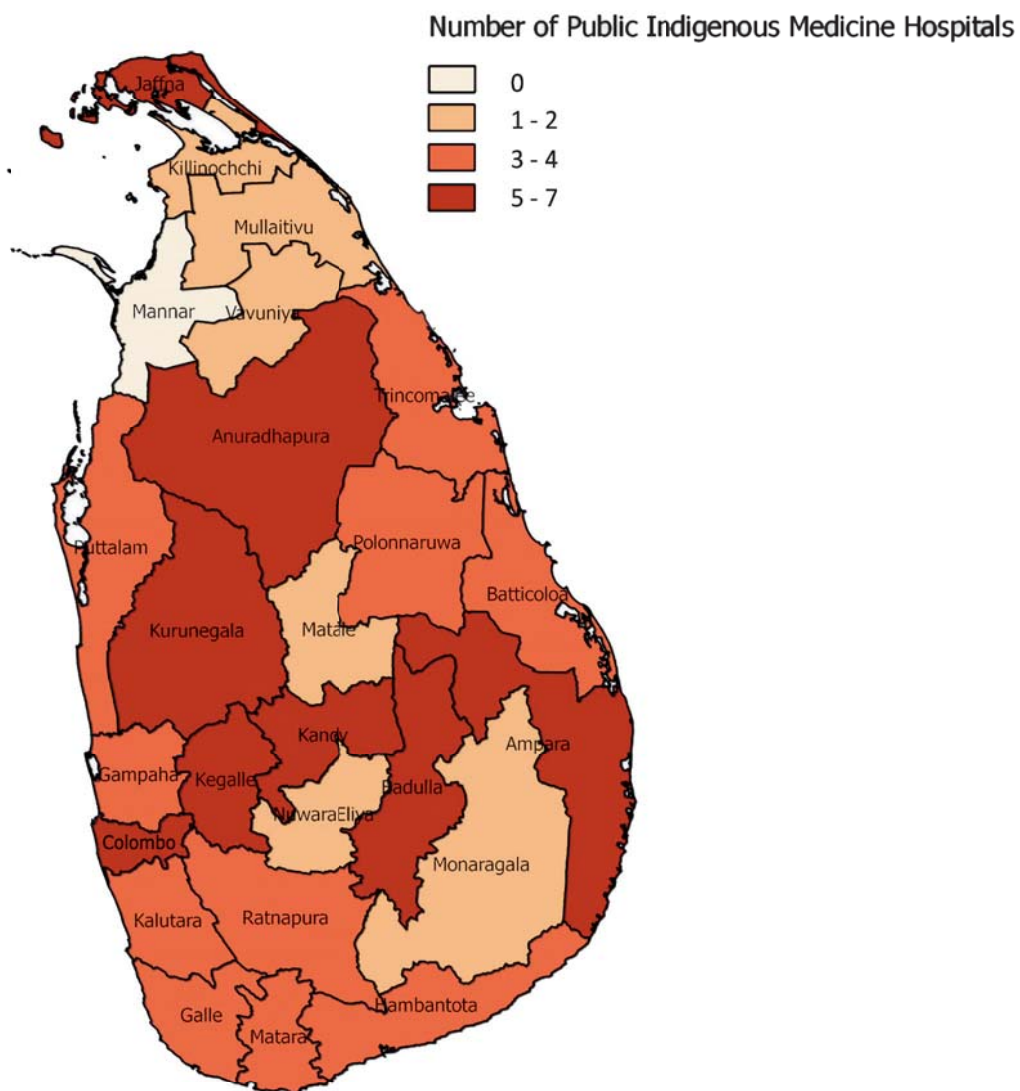 Number of Public Indigenous Medicine Hospitals
0
1 - 2
3 - 4
5 - 7
Jaffna
Killinochchi
Mullaitivu
Mannar
Vavuniya
Trincomalee
Anuradhapura
Puttalam
Polonnaruwa
Batticoloa
Kurunegala
Matale
Kandy
Ampara
Gampaha
Kegalle
Badulla
NuwaraEliya
Colombo
Monaragala
Kalutara
Ratnapura
Hambantota
Galle
Matara